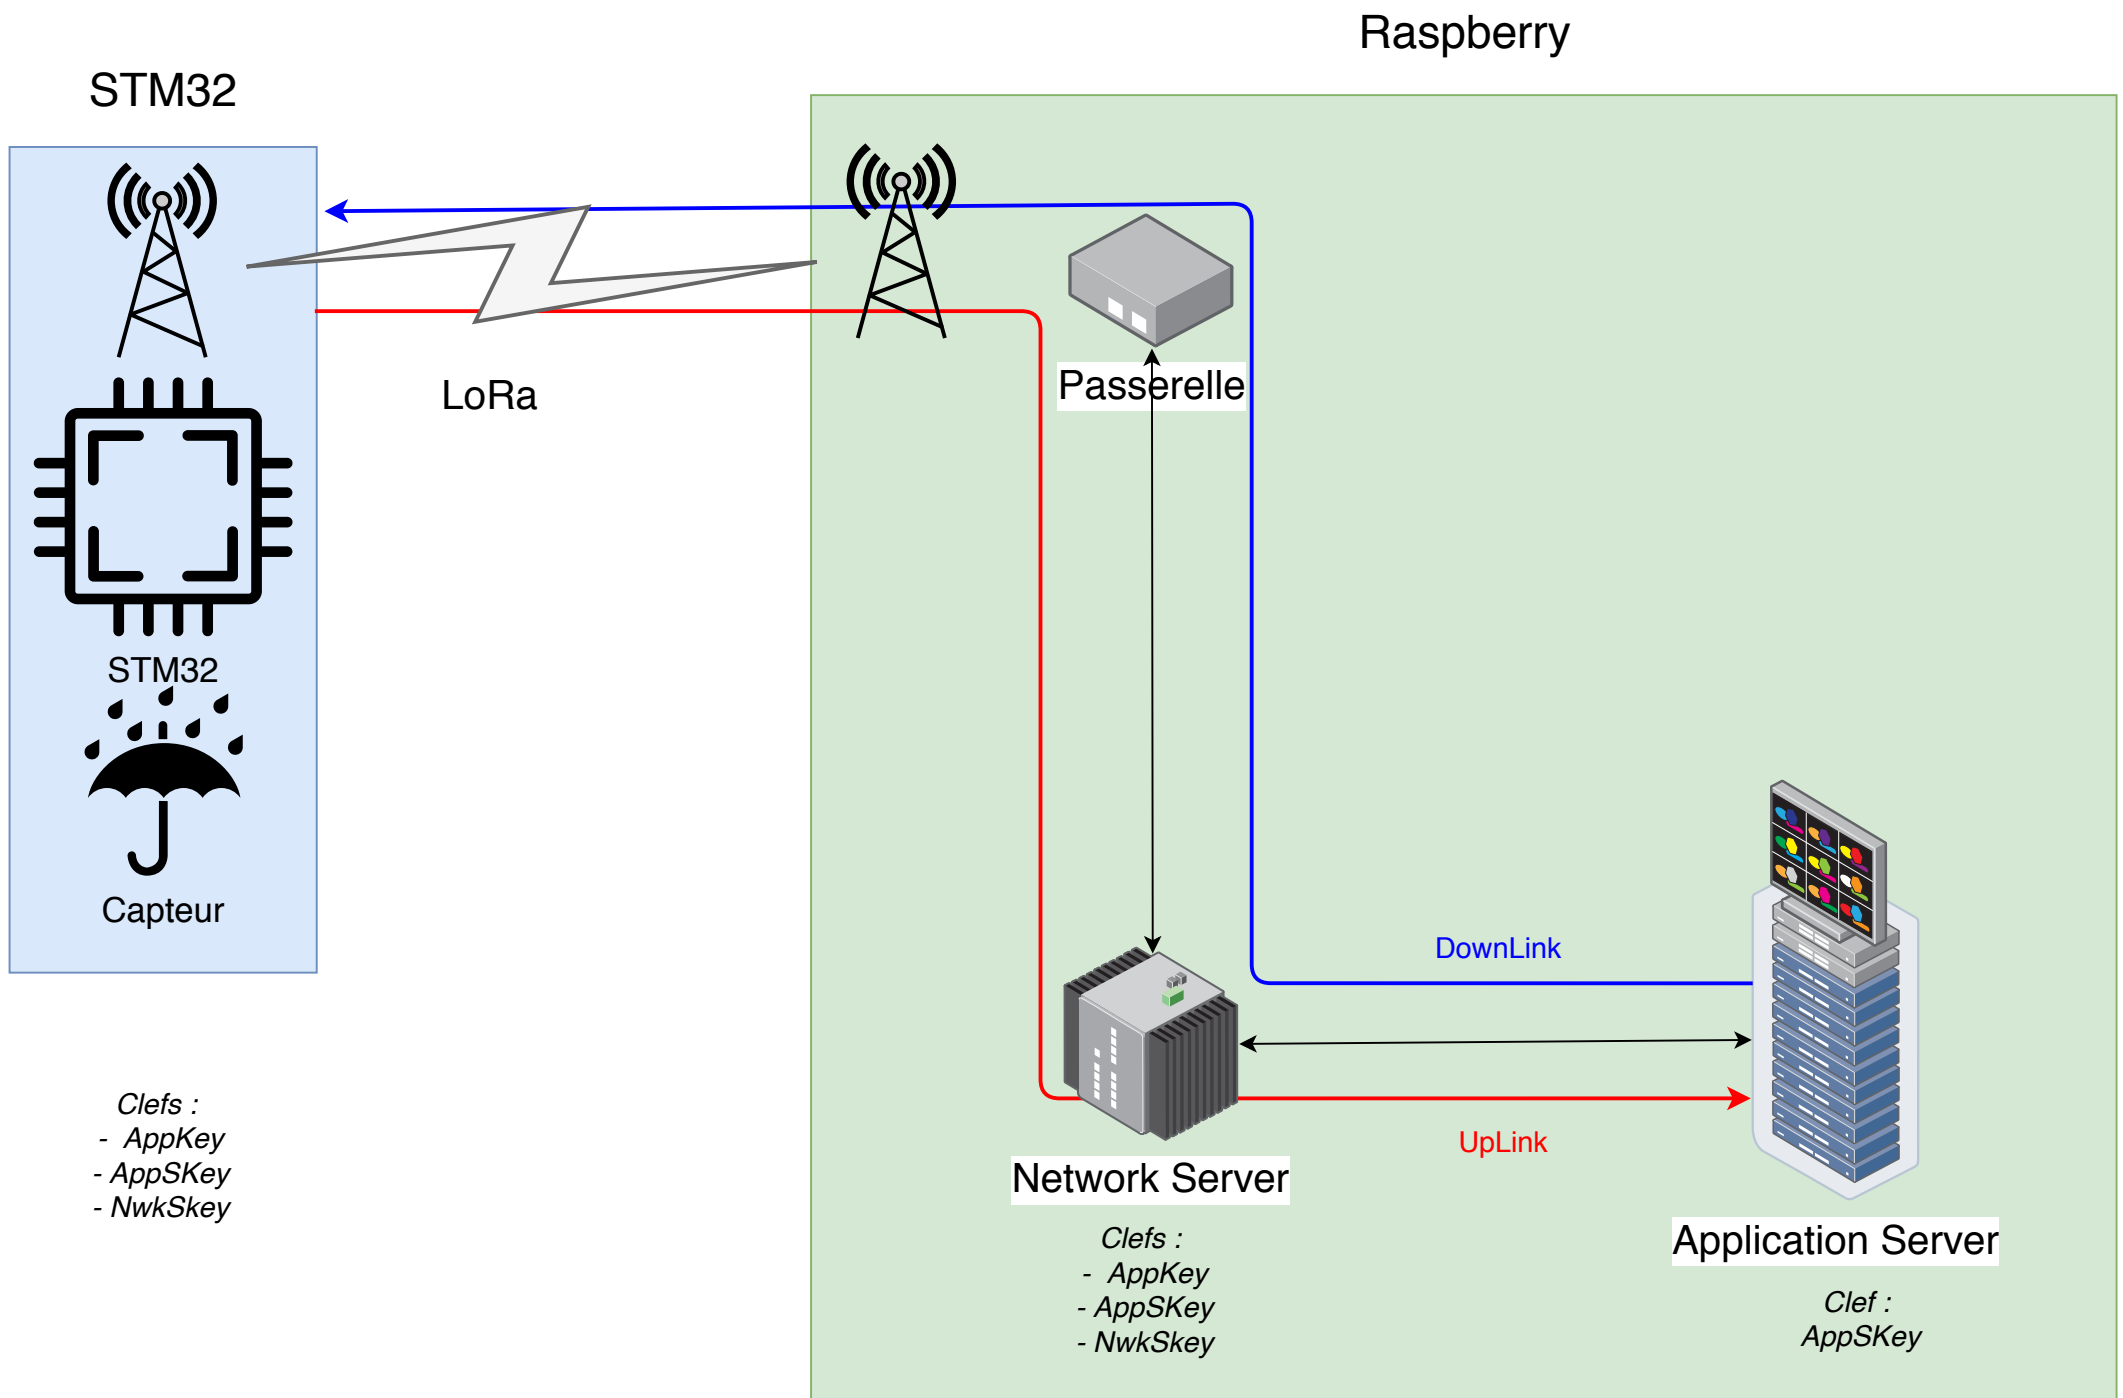 Raspberry
STM32
LoRa
Passerelle
STM32
Capteur
DownLink
UpLink
Clefs :
- AppKey
- AppSKey
- NwkSkey
Network Server
Clefs :
- AppKey
- AppSKey
- NwkSkey
Application Server
Clef :
AppSKey